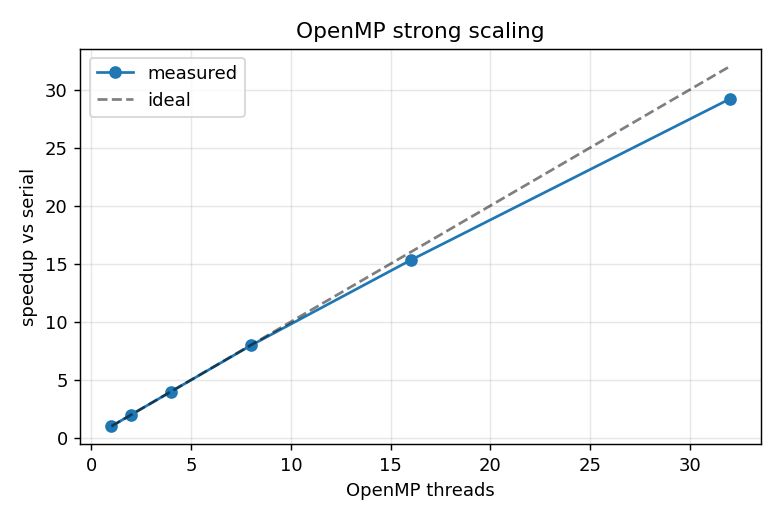 OpenMP strong scaling
measured
ideal
speedup vs serial
30
25
20
15
10
5
0
0 5 10 15 20 25 30
OpenMP threads